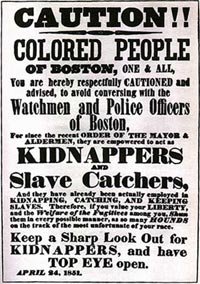 CAUTION!!
COLORED PEOPLE
OF BOSTON, ONE & ALL,
You are hereby respectfully CAUTIONED and
advised, to avoid conversing with the
Watchmen and Police Officers
of Boston,
For since the recent ORDER OF THE MAYOR &
ALDERMEN, they are empowered to act as
KIDNAPPERS
AND
Slave Catchers,
And they have already been actually employed in
KIDNAPPING, CATCHING, AND KEEPING
SLAVES. Therefore, if you value your LIBERTY,
and the Welfare of the Fugitives among you, Shun
them in every possible manner, as so many HOUNDS
on the track of the most unfortunate of your race.
Keep a Sharp Look Out for
KIDNAPPERS, and have
TOP EYE open.
APRIL 24, 1851.